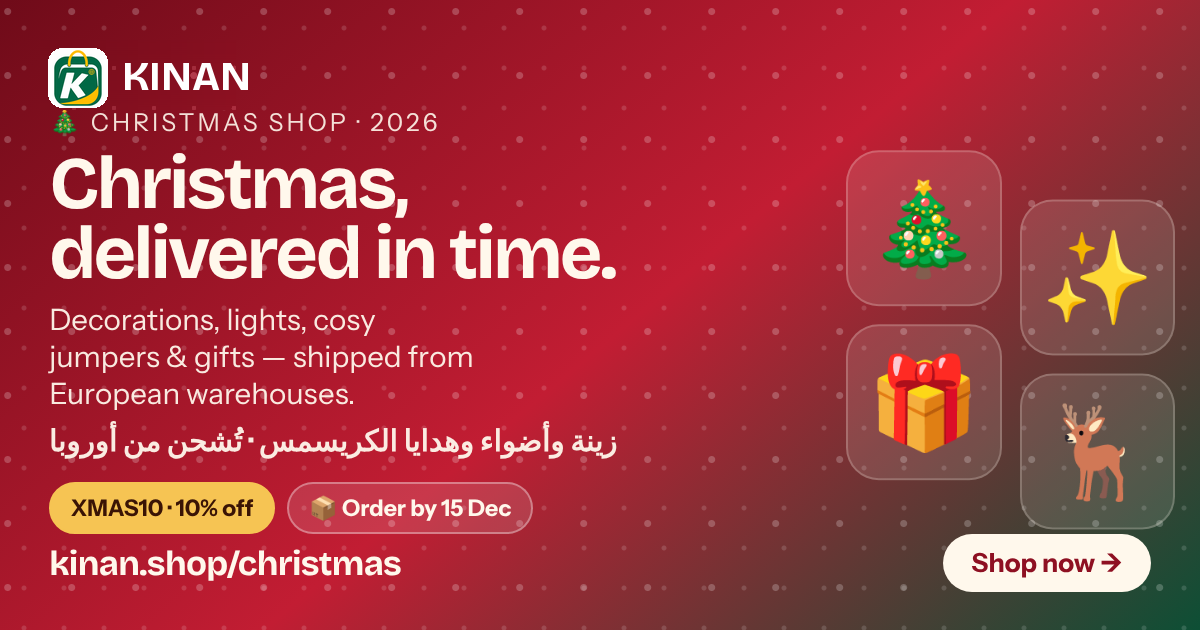 KINAN
🎄 CHRISTMAS SHOP · 2026
Christmas,
delivered in time.
Decorations, lights, cosy
jumpers & gifts — shipped from
European warehouses.
زينة وأضواء وهدايا الكريسمس · تُشحن من أوروبا
XMAS10 · 10% off
📦 Order by 15 Dec
kinan.shop/christmas
Shop now →